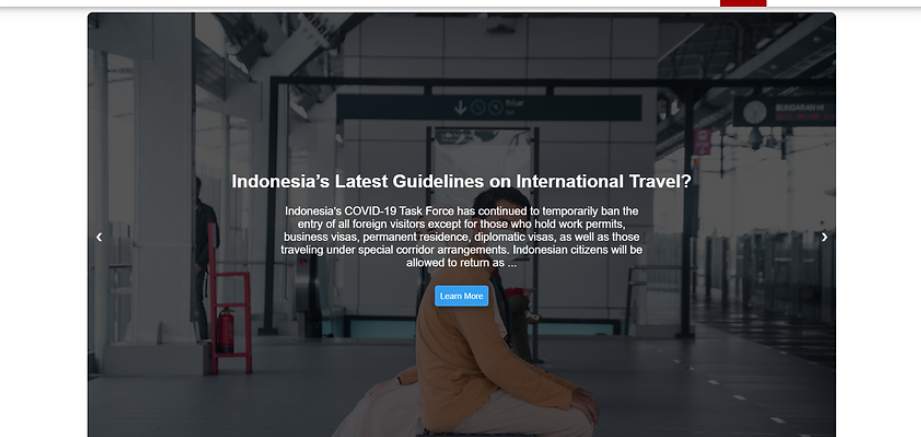 BUNDARAN HI
Indonesia's Latest Guidelines on International Travel?
Indonesia's COVID-19 Task Force has continued to temporarily ban the
entry of all foreign visitors except for those who hold work permits,
business visas, permanent residence, diplomatic visas, as well as those
traveling under special corridor arrangements. Indonesian citizens will be
allowed to return as ...
‹
›
Learn More